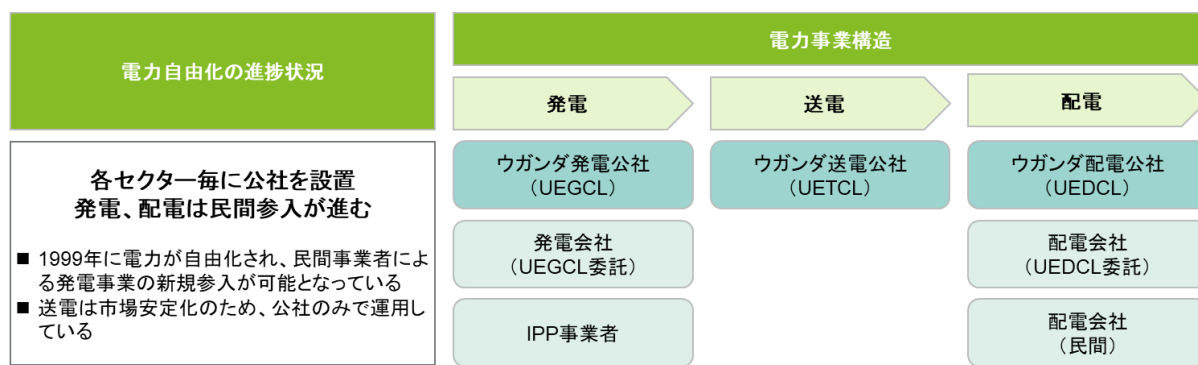 電力自由化の進捗状況
各セクター毎に公社を設置
発電、配電は民間参入が進む
■ 1999年に電力が自由化され、民間事業者によ
る発電事業の新規参入が可能となっている
■ 送電は市場安定化のため、公社のみで運用し
ている
電力事業構造
発電
送電
配電
ウガンダ発電公社
(UEGCL)
ウガンダ送電公社
(UETCL)
ウガンダ配電公社
(UEDCL)
発電会社
(UEGCL委託)
配電会社
(UEDCL委託)
IPP事業者
配電会社
(民間)